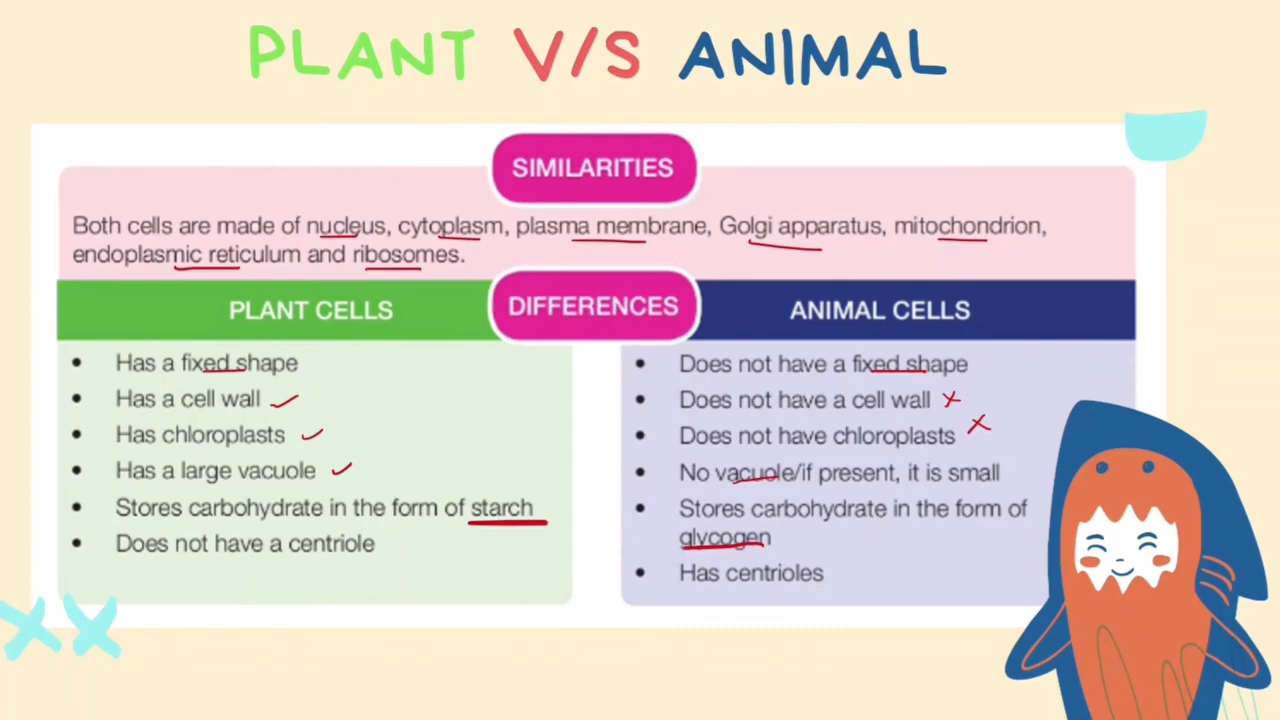 PLANT V/S ANIMAL
SIMILARITIES
Both cells are made of nucleus, cytoplasm, plasma membrane, Golgi apparatus, mitochondrion,
endoplasmic reticulum and ribosomes.
DIFFERENCES
PLANT CELLS
• Has a fixed shape
• Has a cell wall
• Has chloroplasts
• Has a large vacuole
• Stores carbohydrate in the form of starch
• Does not have a centriole
ANIMAL CELLS
• Does not have a fixed shape
• Does not have a cell wall
• Does not have chloroplasts
• No vacuole/if present, it is small
• Stores carbohydrate in the form of
glycogen
• Has centrioles